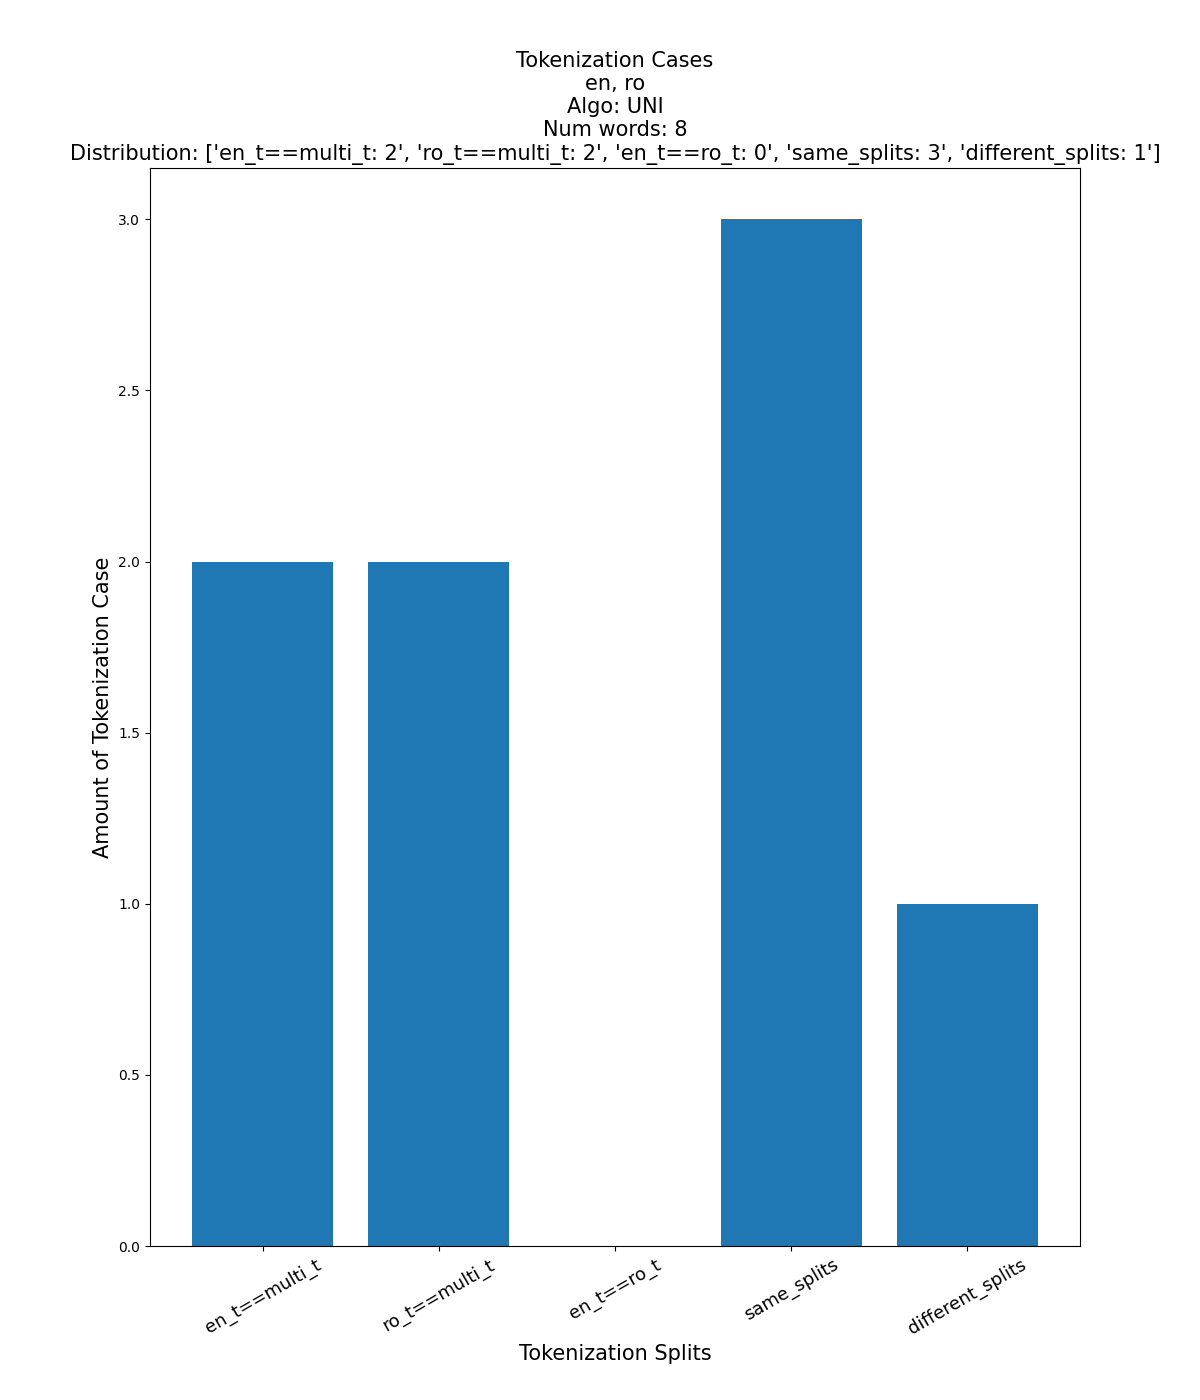 Tokenization Cases
en, ro
Algo: UNI
Num words: 8
Distribution: ['en_t==multi_t: 2', 'ro_t==multi_t: 2', 'en_t==ro_t: 0', 'same_splits: 3', 'different_splits: 1']
3.0
2.5
2.0
1.5
1.0
0.5
0.0
Amount of Tokenization Case
en_t==multi_t
ro_t==multi_t
en_t==ro_t
same_splits
different_splits
Tokenization Splits